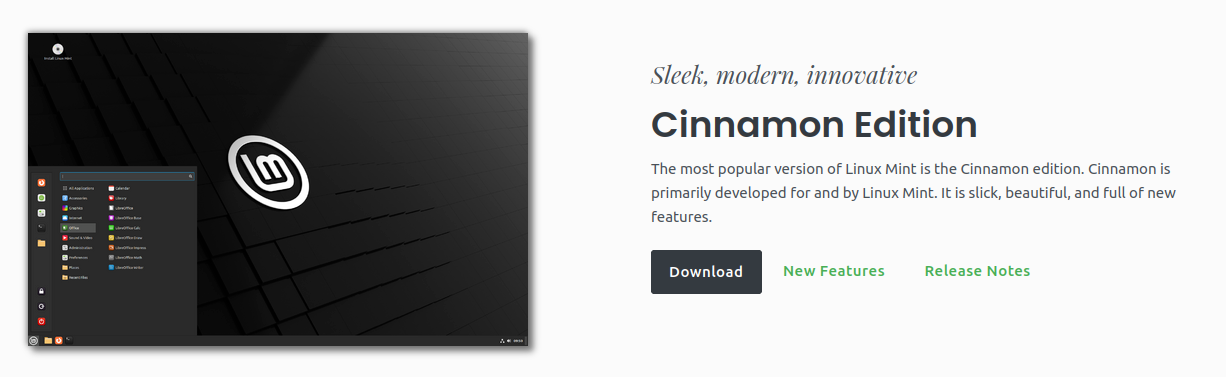 Install Linux Mint
All Applications
Accessories
Graphics
Internet
Office
Sound & Video
Administration
Preferences
Places
Recent Files
Calendar
Library
LibreOffice
LibreOffice Base
LibreOffice Calc
LibreOffice Draw
LibreOffice Impress
LibreOffice Math
LibreOffice Writer
Sleek, modern, innovative
Cinnamon Edition
The most popular version of Linux Mint is the Cinnamon edition. Cinnamon is
primarily developed for and by Linux Mint. It is slick, beautiful, and full of new
features.
Download New Features Release Notes